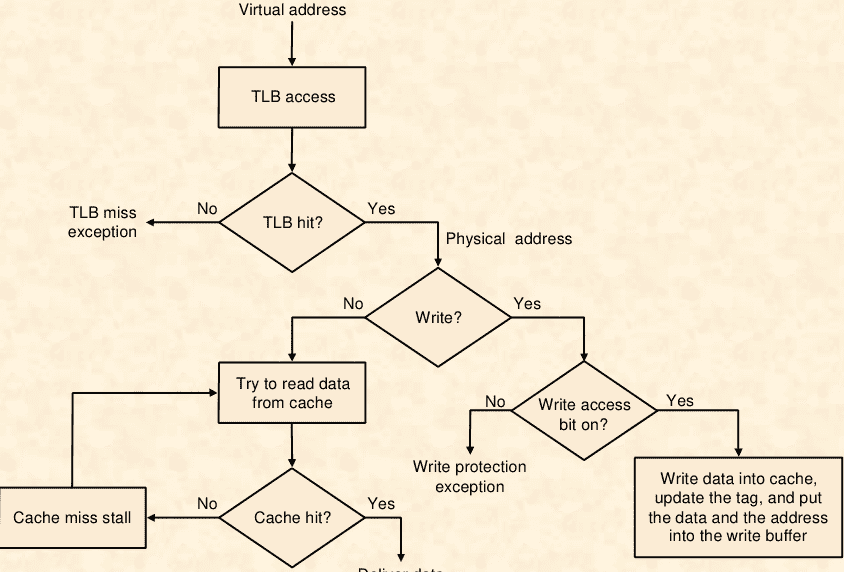 Virtual address
TLB access
TLB hit?
No
Yes
TLB miss
exception
Physical address
Write?
No
Yes
Try to read data
from cache
Write access
bit on?
No
Yes
Write protection
exception
Write data into cache,
update the tag, and put
the data and the address
into the write buffer
Cache hit?
No
Yes
Cache miss stall
Deliver data